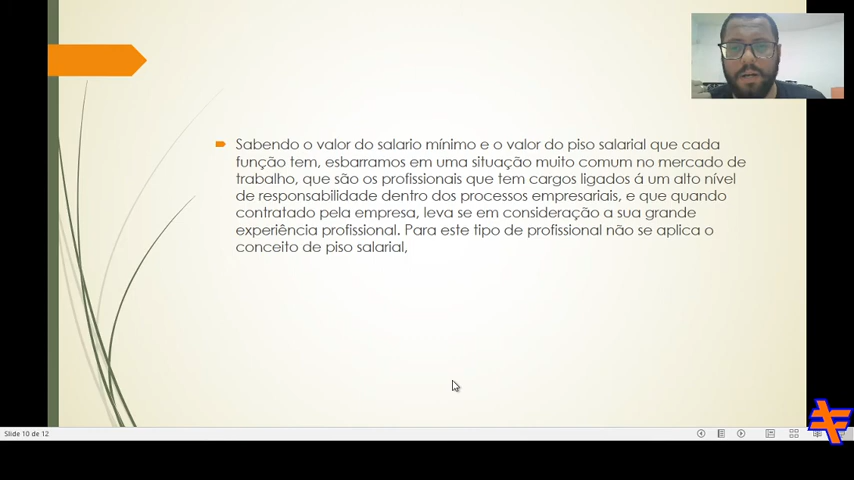 Sabendo o valor do salario mínimo e o valor do piso salarial que cada
função tem, esbarramos em uma situação muito comum no mercado de
trabalho, que são os profissionais que tem cargos ligados á um alto nível
de responsabilidade dentro dos processos empresariais, e que quando
contratado pela empresa, leva se em consideração a sua grande
experiência profissional. Para este tipo de profissional não se aplica o
conceito de piso salarial,
Slide 10 de 12